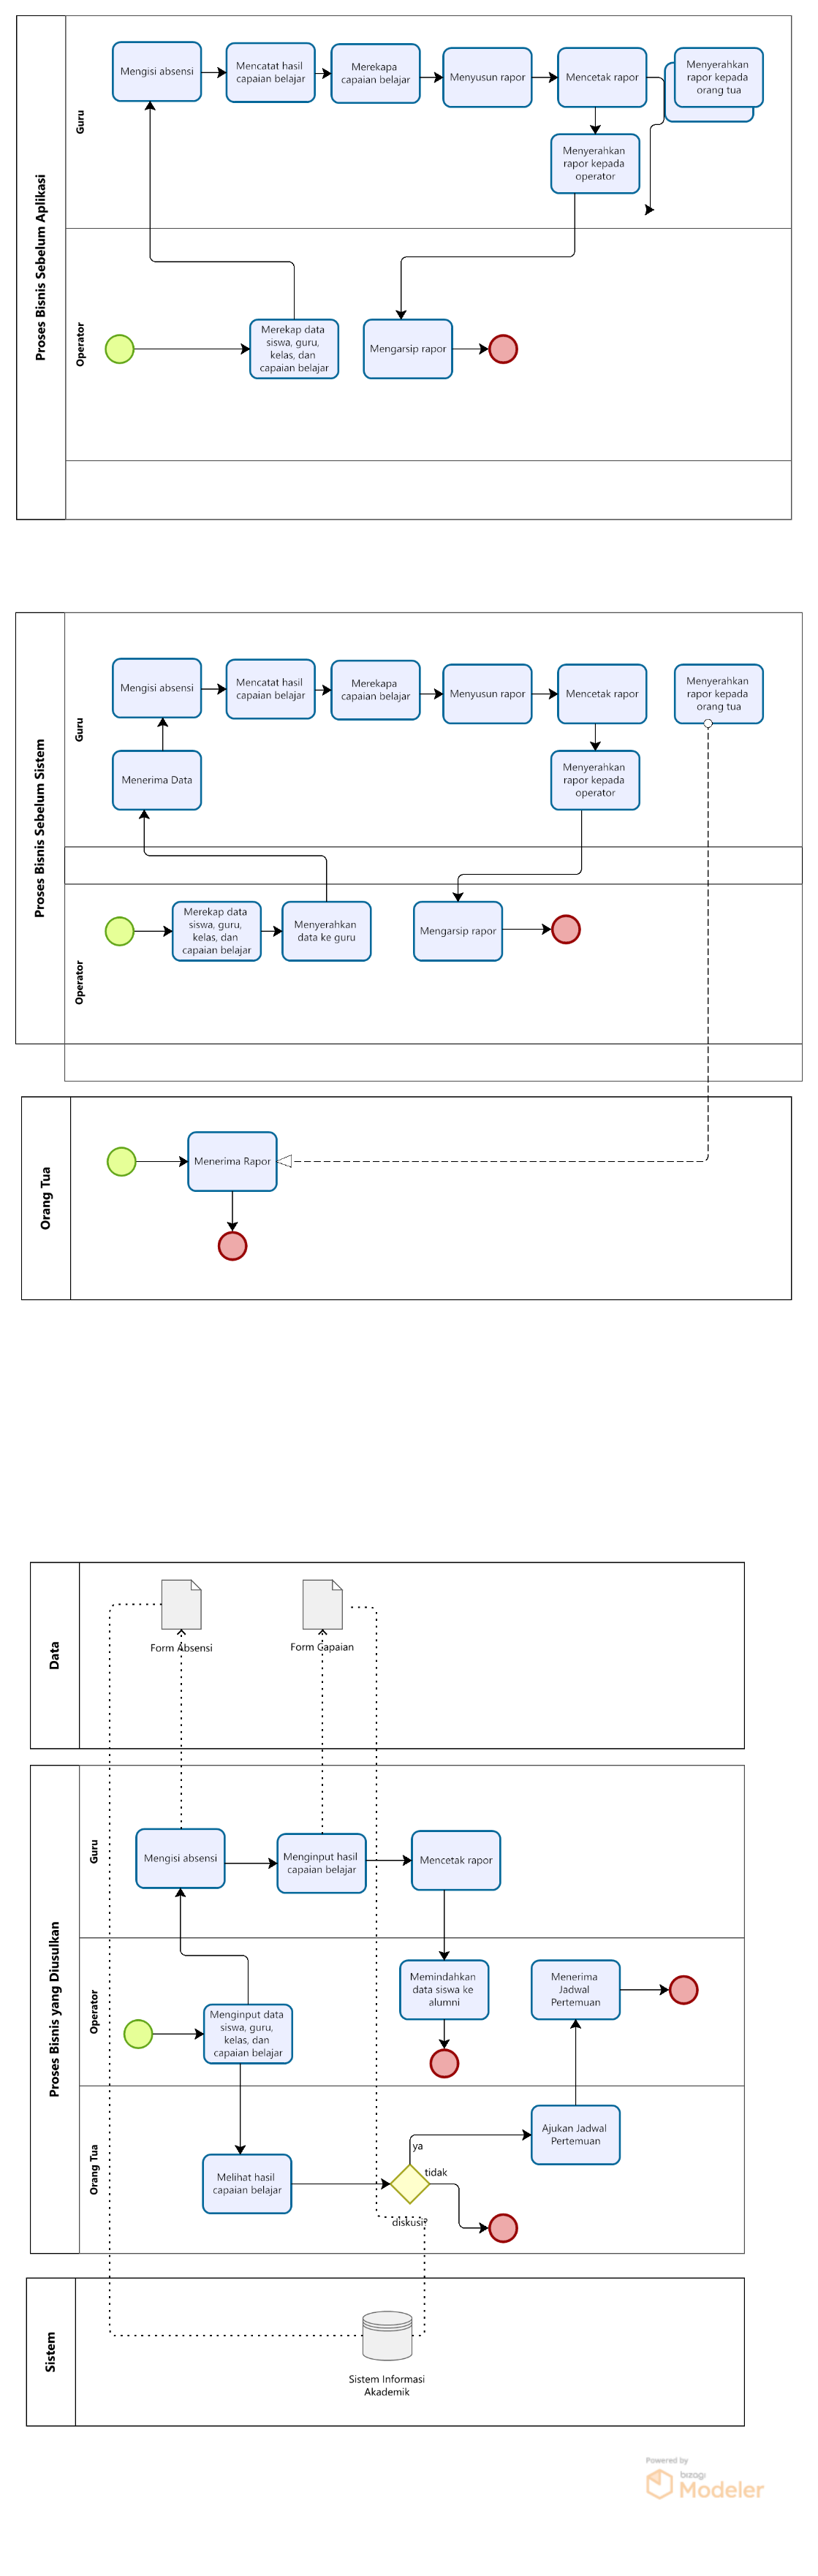 Proses Bisnis Sebelum Aplikasi
Guru
Mengisi absensi
Mencatat hasil
capaian belajar
Merekapa
capaian belajar
Menyusun rapor
Mencetak rapor
Menyerahkan
rapor kepada
orang tua
Menyerahkan
rapor kepada
operator
Operator
Merekap data
siswa, guru,
kelas, dan
capaian belajar
Mengarsip rapor
Proses Bisnis Sebelum Sistem
Guru
Mengisi absensi
Mencatat hasil
capaian belajar
Merekapa
capaian belajar
Menyusun rapor
Mencetak rapor
Menyerahkan
rapor kepada
orang tua
Menerima Data
Menyerahkan
rapor kepada
operator
Operator
Merekap data
siswa, guru,
kelas, dan
capaian belajar
Menyerahkan
data ke guru
Mengarsip rapor
Orang Tua
Menerima Rapor
Data
Form Absensi
Form Capaian
Proses Bisnis yang Diusulkan
Guru
Mengisi absensi
Menginput hasil
capaian belajar
Mencetak rapor
Operator
Menginput data
siswa, guru,
kelas, dan
capaian belajar
Memindahkan
data siswa ke
alumni
Menerima
Jadwal
Pertemuan
Orang Tua
Melihat hasil
capaian belajar
ya
tidak
diskusi?
Ajukan Jadwal
Pertemuan
Sistem
Sistem Informasi
Akademik
Powered by
bizagi
Modeler